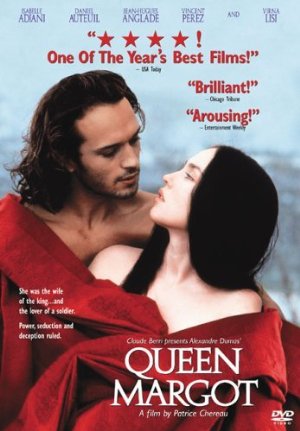 ISABELLE ADJANI
DANIEL AUTEUIL
JEAN-HUGUES ANGLADE
VINCENT PEREZ
AND
VIRNA LISI
"★★★★!
One Of The Year's Best Films!"
– USA Today
"Brilliant!"
– Chicago Tribune
"Arousing!"
– Entertainment Weekly
She was the wife
of the king...and
the lover of a soldier.
Power, seduction and
deception ruled.
Claude Berri presents Alexandre Dumas'
QUEEN
MARGOT
A film by Patrice Chereau
DVD
VIDEO